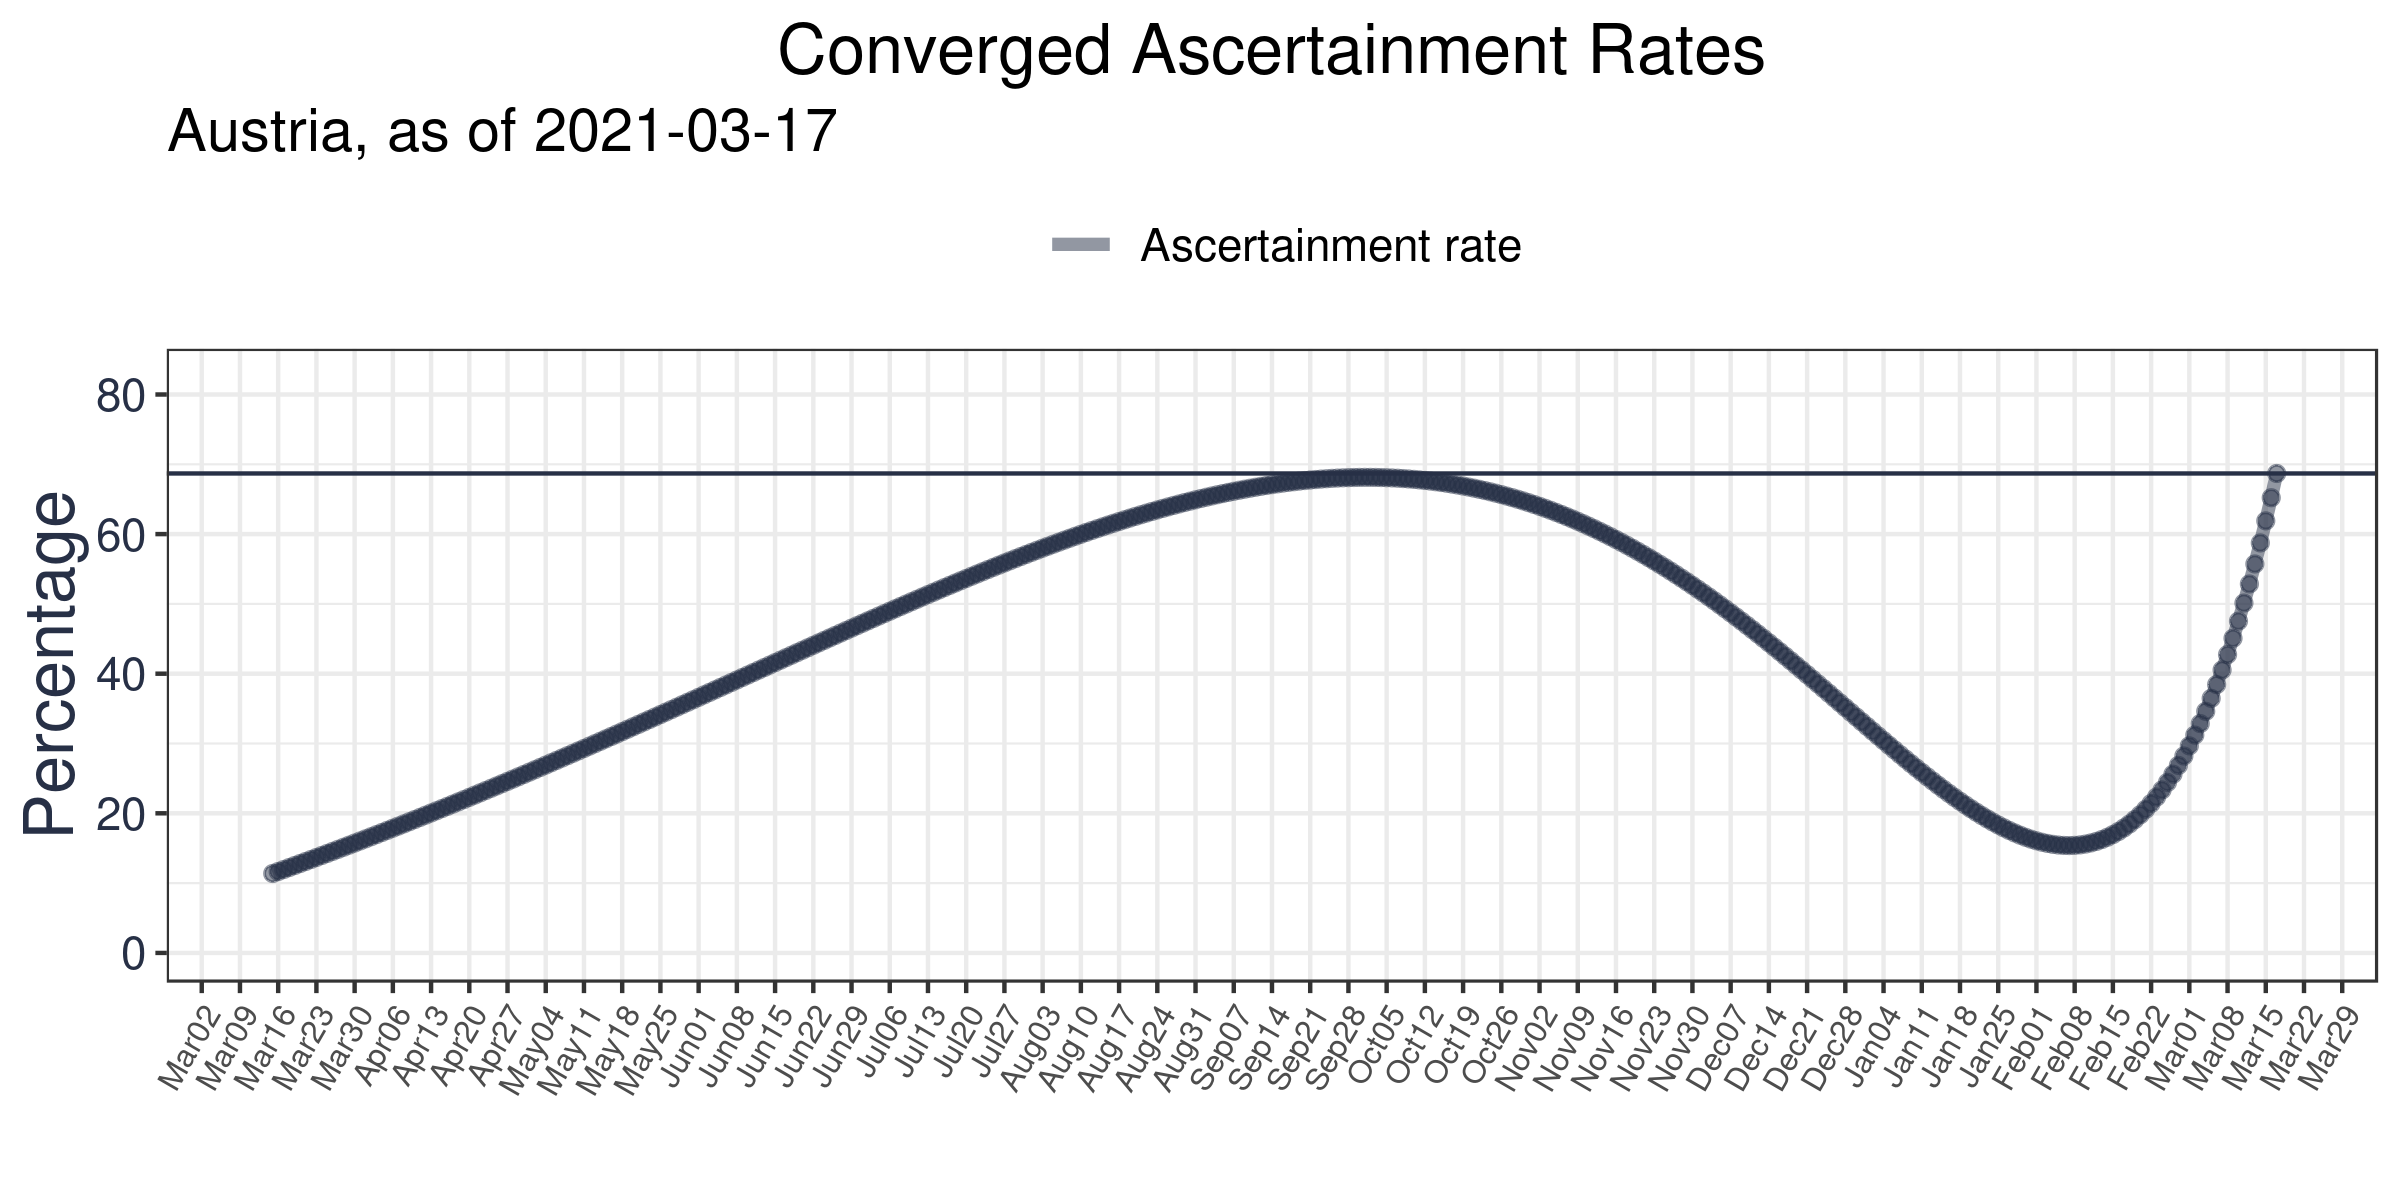 Converged Ascertainment Rates
Austria, as of 2021-03-17
Ascertainment rate
Percentage
80
60
40
20
0
Mar02 Mar09 Mar16 Mar23 Mar30 Apr06 Apr13 Apr20 Apr27 May04 May11 May18 May25 Jun01 Jun08 Jun15 Jun22 Jun29 Jul06 Jul13 Jul20 Jul27 Aug03 Aug10 Aug17 Aug24 Aug31 Sep07 Sep14 Sep21 Sep28 Oct05 Oct12 Oct19 Oct26 Nov02 Nov09 Nov16 Nov23 Nov30 Dec07 Dec14 Dec21 Dec28 Jan04 Jan11 Jan18 Jan25 Feb01 Feb08 Feb15 Feb22 Mar01 Mar08 Mar15 Mar22 Mar29